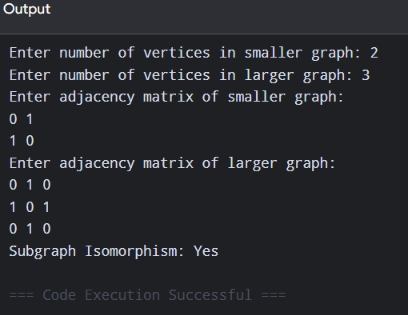 Output
Enter number of vertices in smaller graph: 2
Enter number of vertices in larger graph: 3
Enter adjacency matrix of smaller graph:
0 1
1 0
Enter adjacency matrix of larger graph:
0 1 0
1 0 1
0 1 0
Subgraph Isomorphism: Yes
=== Code Execution Successful ===